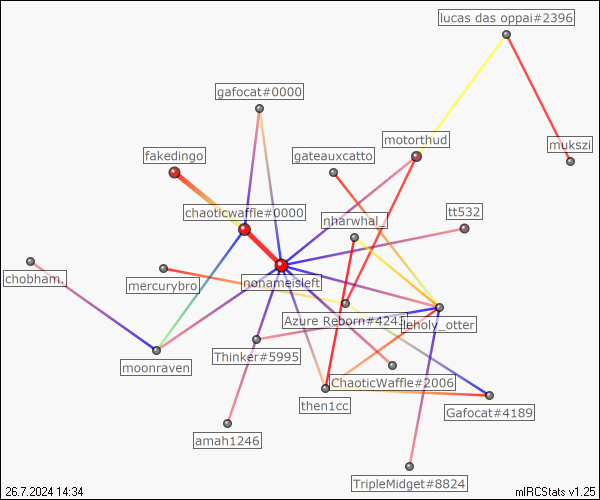 lucas das oppai#2396
gafocat#0000
motorthud
mukszi
fakedingo
gateauxcatto
chaoticwaffle#0000
nharwhal_
tt532
chobham.
mercurybro
nonameisleft
Azure Reborn#424
leholy_otter
Thinker#5995
moonraven
ChaoticWaffle#2006
then1cc
Gafocat#4189
amah1246
TripleMidget#8824
26.7.2024 14:34
mIRCStats v1.25